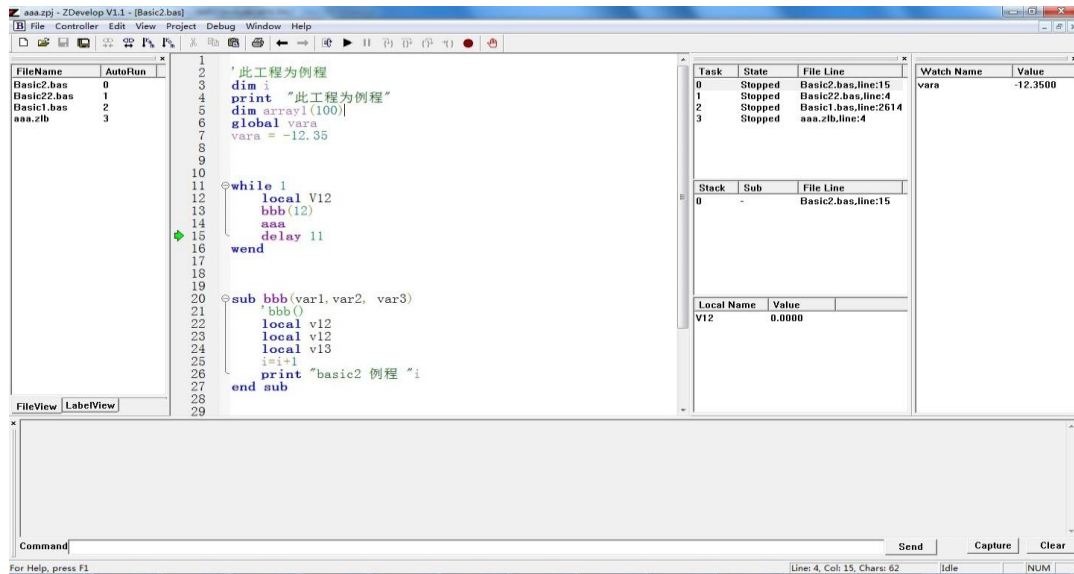 aaa.zpj - ZDevelop V1.1 - [Basic2.bas]
File Controller Edit View Project Debug Window Help
FileName AutoRun
Basic2.bas 0
Basic22.bas 1
Basic1.bas 2
aaa.zlb 3
FileView LabelView
1
2 '此工程为例程
3 dim i
4 print "此工程为例程"
5 dim array1(100)
6 global vara
7 vara = -12.35
8
9
10
11 while 1
12 local V12
13 bbb(12)
14 aaa
15 delay 11
16 wend
17
18
19
20 sub bbb(var1,var2, var3)
21 'bbb()
22 local v12
23 local v12
24 local v13
25 i=i+1
26 print "basic2 例程 "i
27 end sub
28
29
Task State File Line
0 Stopped Basic2.bas,line:15
1 Stopped Basic22.bas,line:4
2 Stopped Basic1.bas,line:2614
3 Stopped aaa.zlb,line:4
Stack Sub File Line
0 - Basic2.bas,line:15
Local Name Value
V12 0.0000
Watch Name Value
vara -12.3500
Command Send Capture Clear
For Help, press F1 Line: 4, Col: 15, Chars: 62 Idle NUM